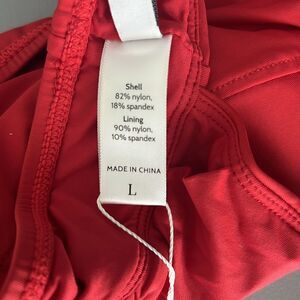 Shell
82% nylon,
18% spandex
Lining
90% nylon,
10% spandex
MADE IN CHINA
L